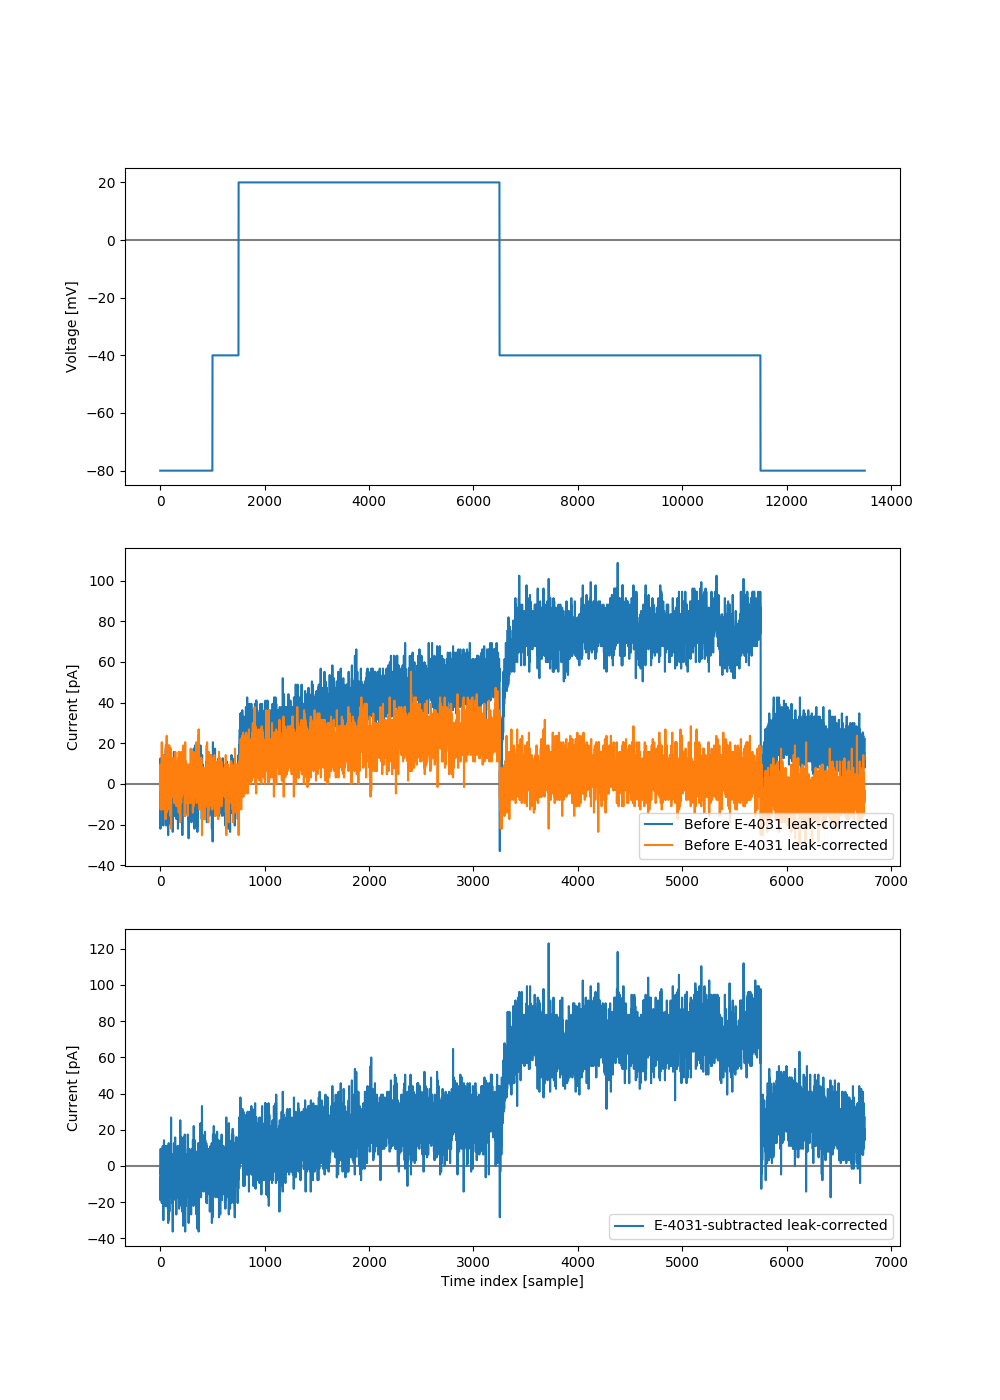 20
0
−20
−40
−60
−80
Voltage [mV]
0 2000 4000 6000 8000 10000 12000 14000
100
80
60
40
20
0
−20
−40
Current [pA]
Before E-4031 leak-corrected
Before E-4031 leak-corrected
0 1000 2000 3000 4000 5000 6000 7000
120
100
80
60
40
20
0
−20
−40
Current [pA]
E-4031-subtracted leak-corrected
0 1000 2000 3000 4000 5000 6000 7000
Time index [sample]